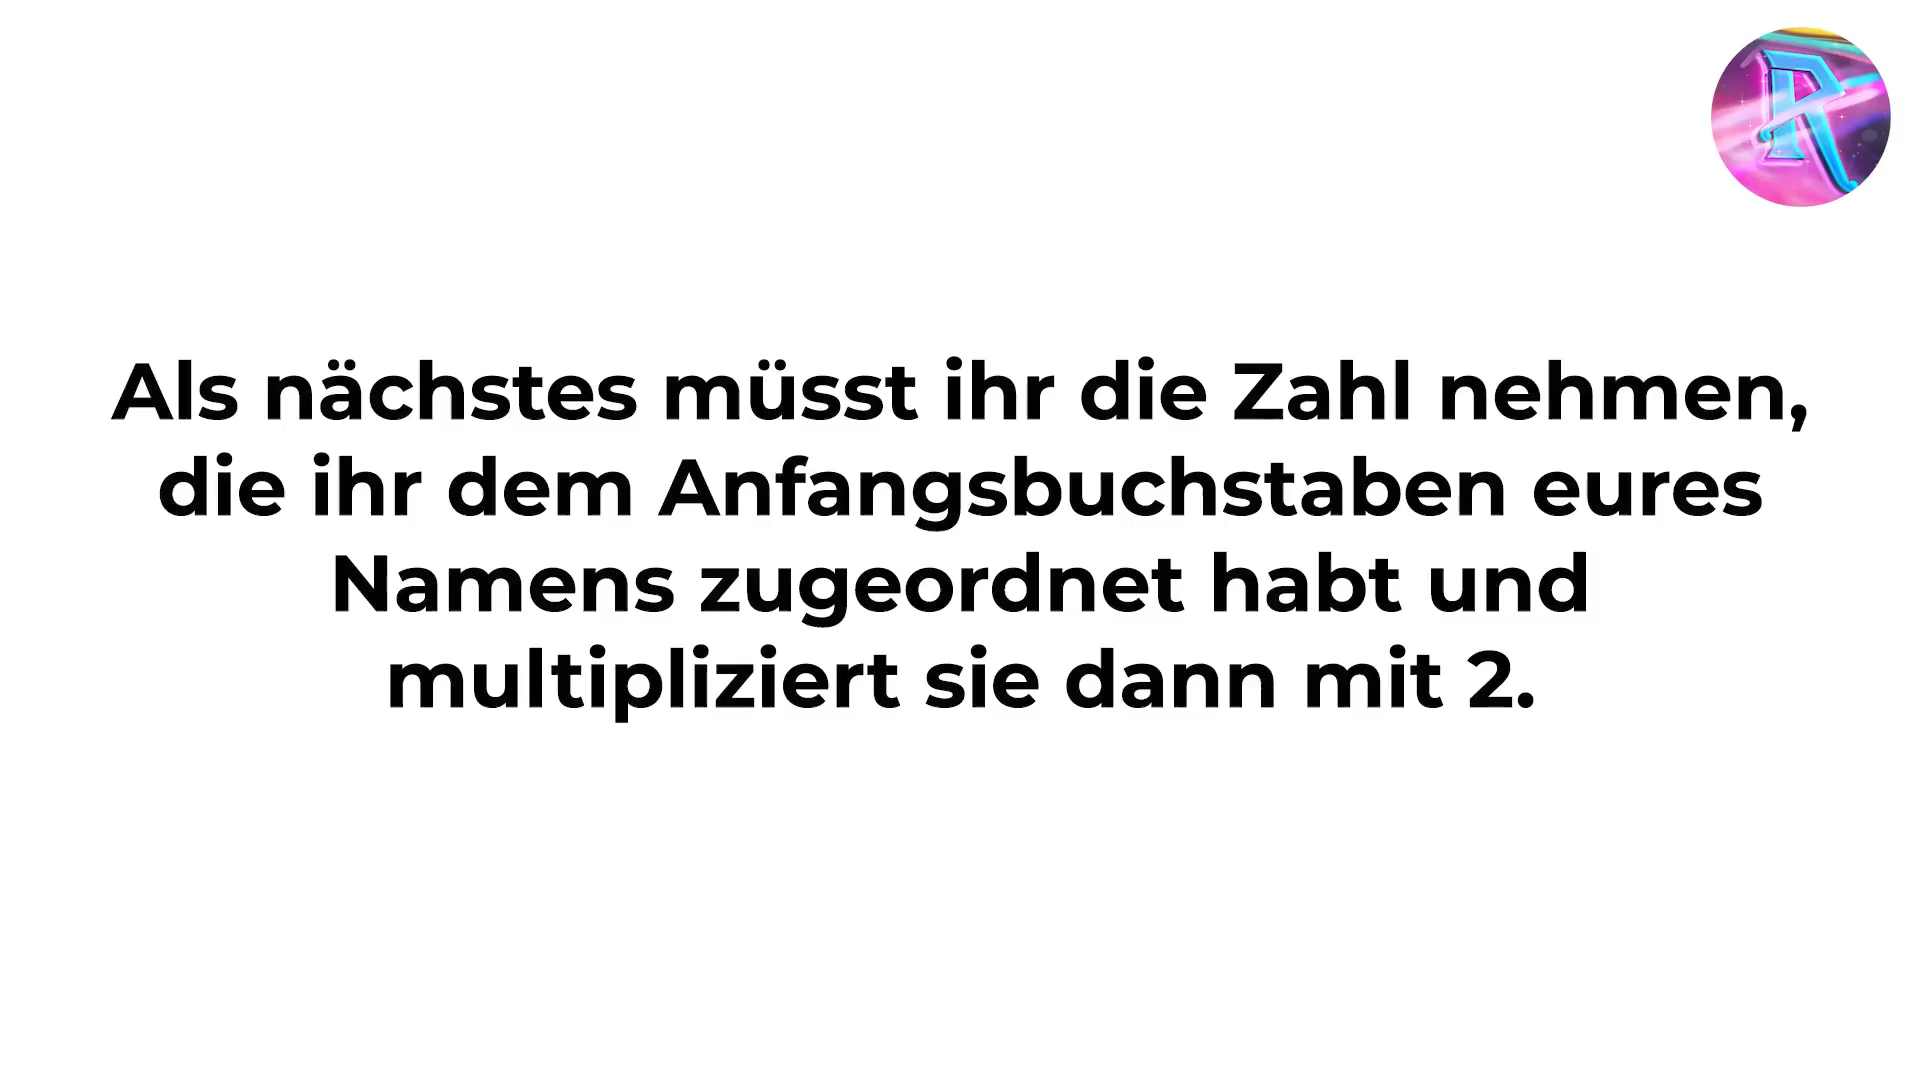 R
Als nächstes müsst ihr die Zahl nehmen,
die ihr dem Anfangsbuchstaben eures
Namens zugeordnet habt und
multipliziert sie dann mit 2.